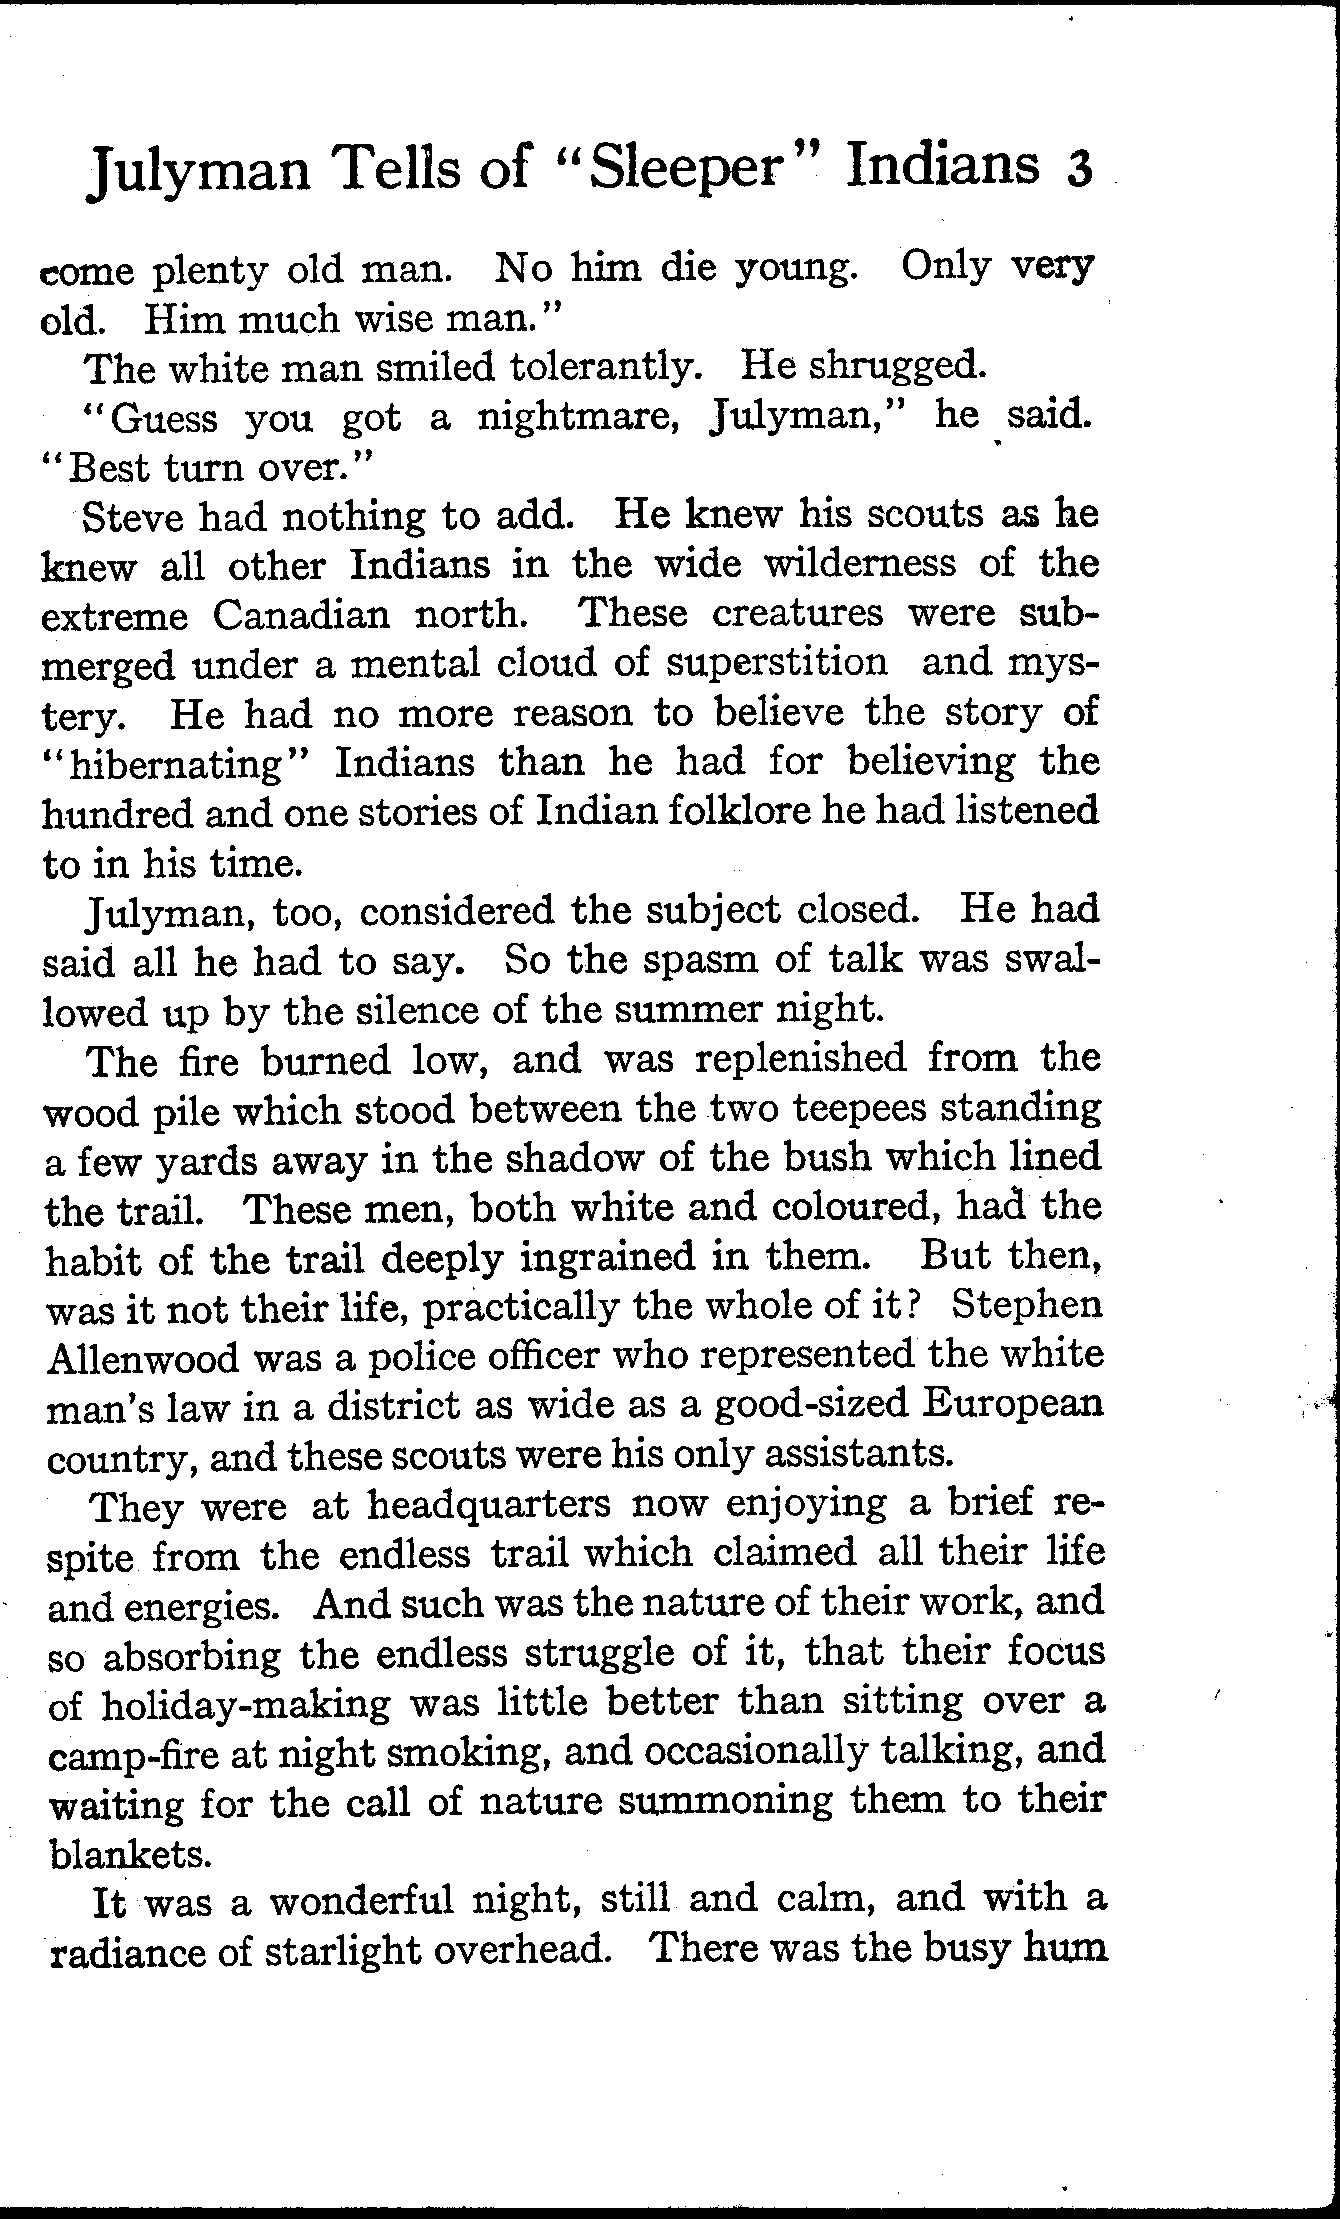 Julyman Tells of "Sleeper" Indians 3
come plenty old man. No him die young. Only very
old. Him much wise man."
The white man smiled tolerantly. He shrugged.
"Guess you got a nightmare, Julyman," he said.
"Best turn over."
Steve had nothing to add. He knew his scouts as he
knew all other Indians in the wide wilderness of the
extreme Canadian north. These creatures were sub-
merged under a mental cloud of superstition and mys-
tery. He had no more reason to believe the story of
"hibernating" Indians than he had for believing the
hundred and one stories of Indian folklore he had listened
to in his time.
Julyman, too, considered the subject closed. He had
said all he had to say. So the spasm of talk was swal-
lowed up by the silence of the summer night.
The fire burned low, and was replenished from the
wood pile which stood between the two teepees standing
a few yards away in the shadow of the bush which lined
the trail. These men, both white and coloured, had the
habit of the trail deeply ingrained in them. But then,
was it not their life, practically the whole of it? Stephen
Allenwood was a police officer who represented the white
man's law in a district as wide as a good-sized European
country, and these scouts were his only assistants.
They were at headquarters now enjoying a brief re-
spite from the endless trail which claimed all their life
and energies. And such was the nature of their work, and
so absorbing the endless struggle of it, that their focus
of holiday-making was little better than sitting over a
camp-fire at night smoking, and occasionally talking, and
waiting for the call of nature summoning them to their
blankets.
It was a wonderful night, still and calm, and with a
radiance of starlight overhead. There was the busy hum